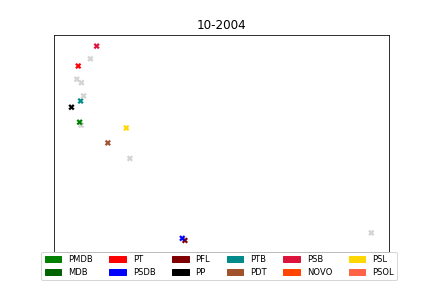 10-2004
PMDB PT PFL PTB PSB PSL
MDB PSDB PP PDT NOVO PSOL